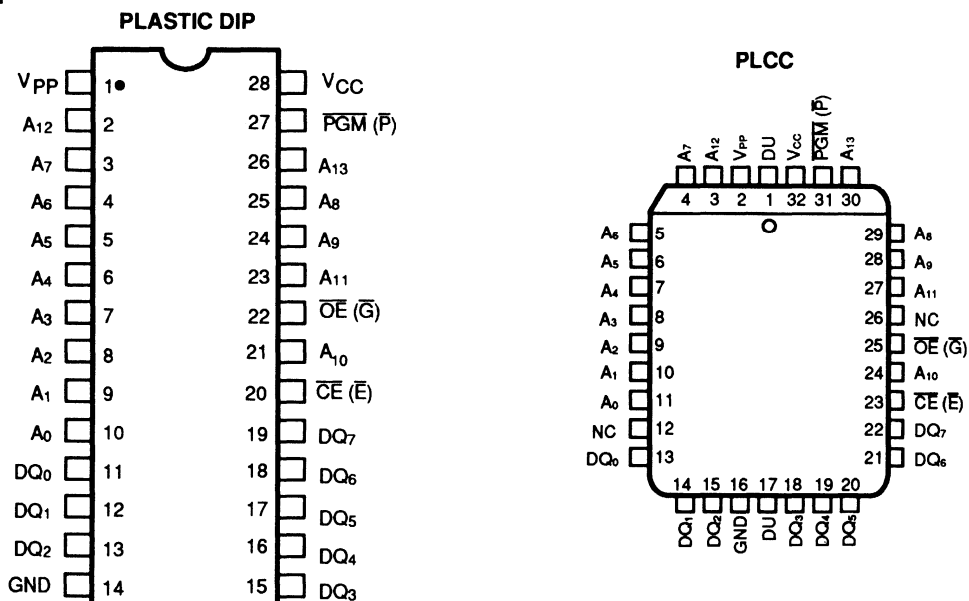 PLASTIC DIP
VPP 1 28 VCC
A12 2 27 P̅G̅M̅ (P̅)
A7 3 26 A13
A6 4 25 A8
A5 5 24 A9
A4 6 23 A11
A3 7 22 O̅E̅ (G̅)
A2 8 21 A10
A1 9 20 C̅E̅ (E̅)
A0 10 19 DQ7
DQ0 11 18 DQ6
DQ1 12 17 DQ5
DQ2 13 16 DQ4
GND 14 15 DQ3
PLCC
A7 A12 VPP DU VCC P̅G̅M̅ (P̅) A13
4 3 2 1 32 31 30
A6 5 29 A8
A5 6 28 A9
A4 7 27 A11
A3 8 26 NC
A2 9 25 O̅E̅ (G̅)
A1 10 24 A10
A0 11 23 C̅E̅ (E̅)
NC 12 22 DQ7
DQ0 13 21 DQ6
14 15 16 17 18 19 20
DQ1 DQ2 GND DU DQ3 DQ4 DQ5